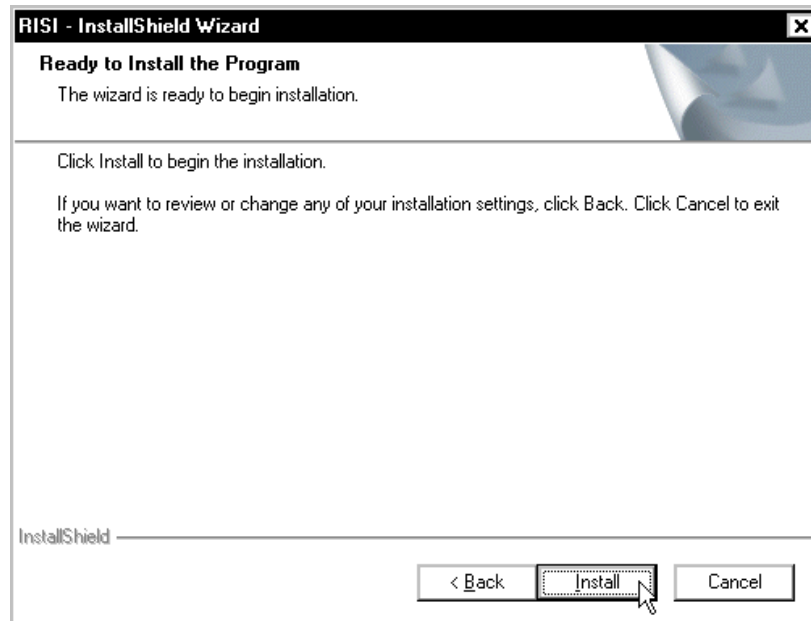 RISI - InstallShield Wizard
Ready to Install the Program
The wizard is ready to begin installation.
Click Install to begin the installation.
If you want to review or change any of your installation settings, click Back. Click Cancel to exit
the wizard.
InstallShield
< Back Install Cancel